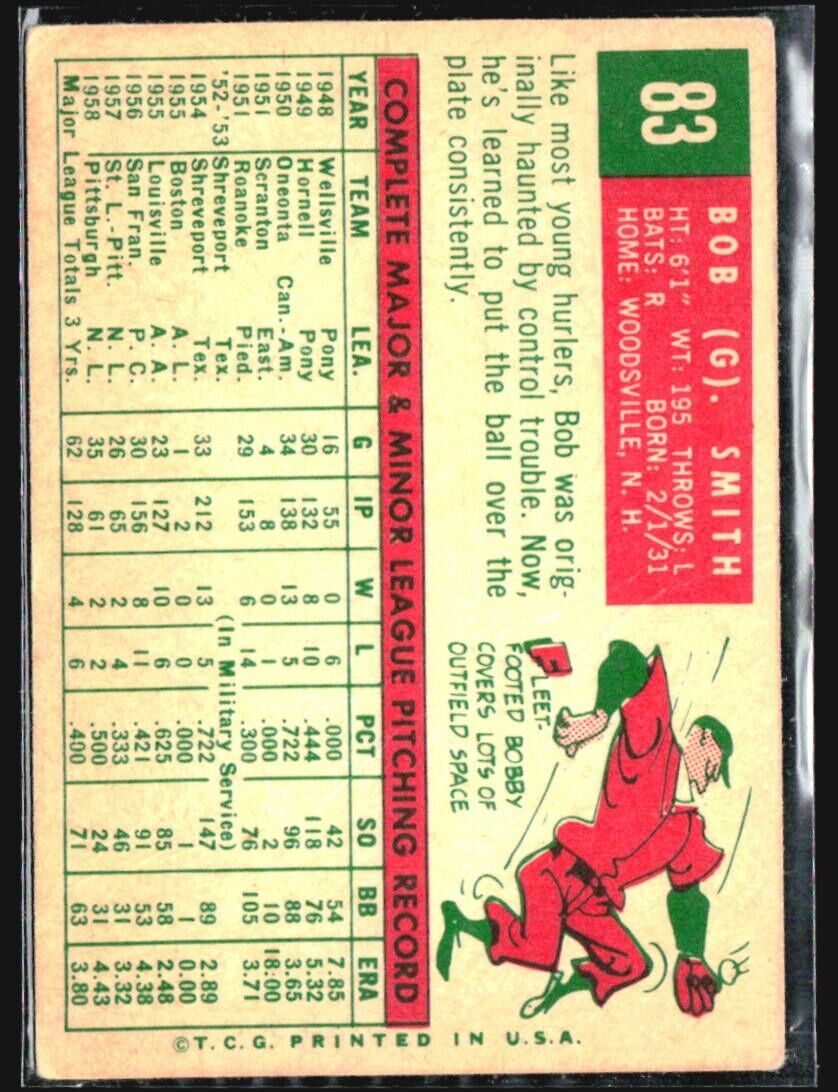 83
BOB (G). SMITH
HT: 6'1" WT: 195 THROWS: L
BATS: R BORN: 2/1/31
HOME: WOODSVILLE, N. H.
Like most young hurlers, Bob was orig-
inally haunted by control trouble. Now,
he's learned to put the ball over the
plate consistently.
FLEET-
FOOTED BOBBY
COVERS LOTS OF
OUTFIELD SPACE
COMPLETE MAJOR & MINOR LEAGUE PITCHING RECORD
YEAR TEAM LEA. G IP W L PCT SO BB ERA
1948 Wellsville Pony 16 55 0 6 .000 42 54 7.85
1949 Hornell Pony 30 132 8 10 .444 118 76 5.32
1950 Oneonta Can.-Am. 34 138 13 5 .722 96 88 3.65
1951 Scranton East. 4 8 0 1 .000 2 10 18.00
1951 Roanoke Pied. 29 153 6 14 .300 76 105 3.71
'52-'53 Shreveport Tex. (In Military Service)
1954 Shreveport Tex. 33 212 13 5 .722 147 89 2.89
1955 Boston A. L. 1 2 0 0 .000 1 1 0.00
1955 Louisville A. A. 23 127 10 6 .625 85 58 2.48
1956 San Fran. P. C. 30 156 8 11 .421 91 53 4.38
1957 St. L.-Pitt. N. L. 26 65 2 4 .333 46 31 3.32
1958 Pittsburgh N. L. 35 61 2 2 .500 24 31 4.43
Major League Totals 3 Yrs. 62 128 4 6 .400 71 63 3.80
©T.C.G. PRINTED IN U.S.A.